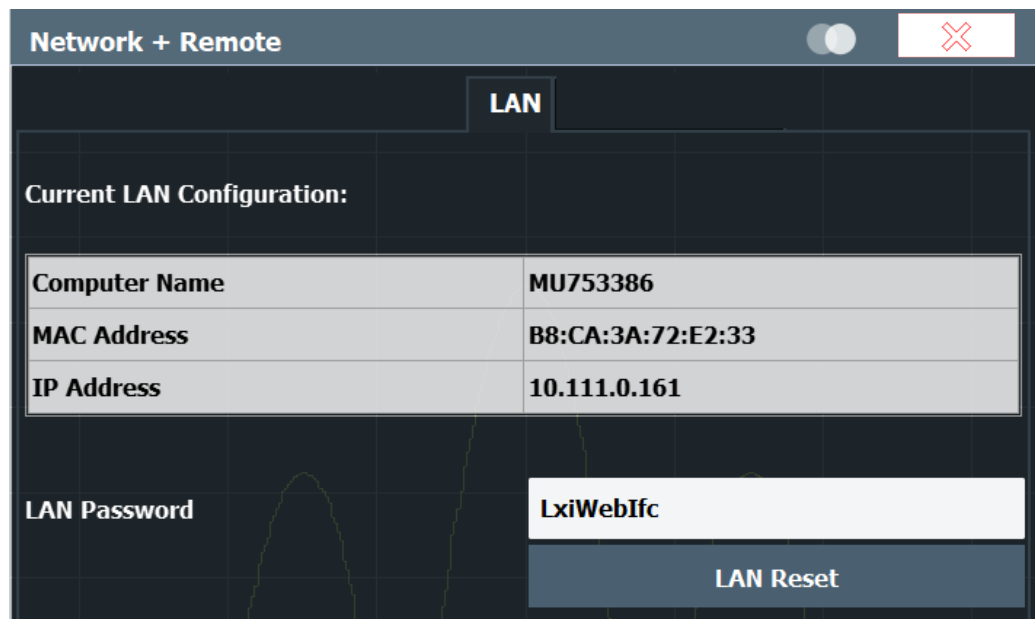 Network + Remote
LAN
Current LAN Configuration:
Computer Name MU753386
MAC Address B8:CA:3A:72:E2:33
IP Address 10.111.0.161
LAN Password LxiWebIfc
LAN Reset